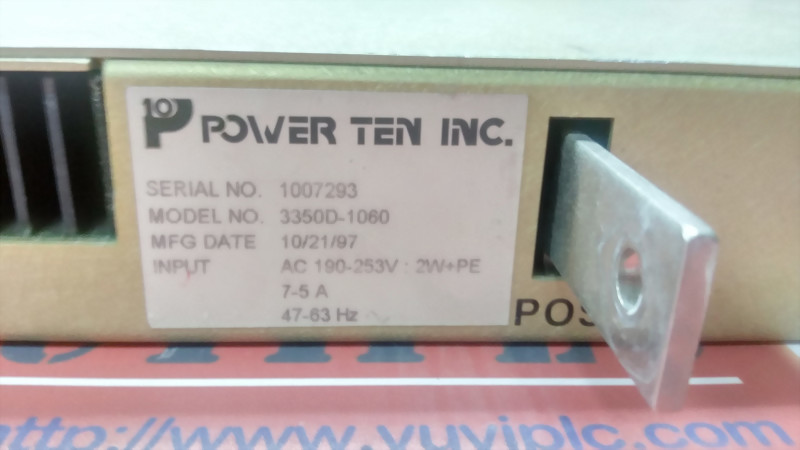 10 P POWER TEN INC.
SERIAL NO. 1007293
MODEL NO. 3350D-1060
MFG DATE 10/21/97
INPUT AC 190-253V : 2W+PE
7-5 A
47-63 Hz ~
POS
http://www.yuyiplc.com